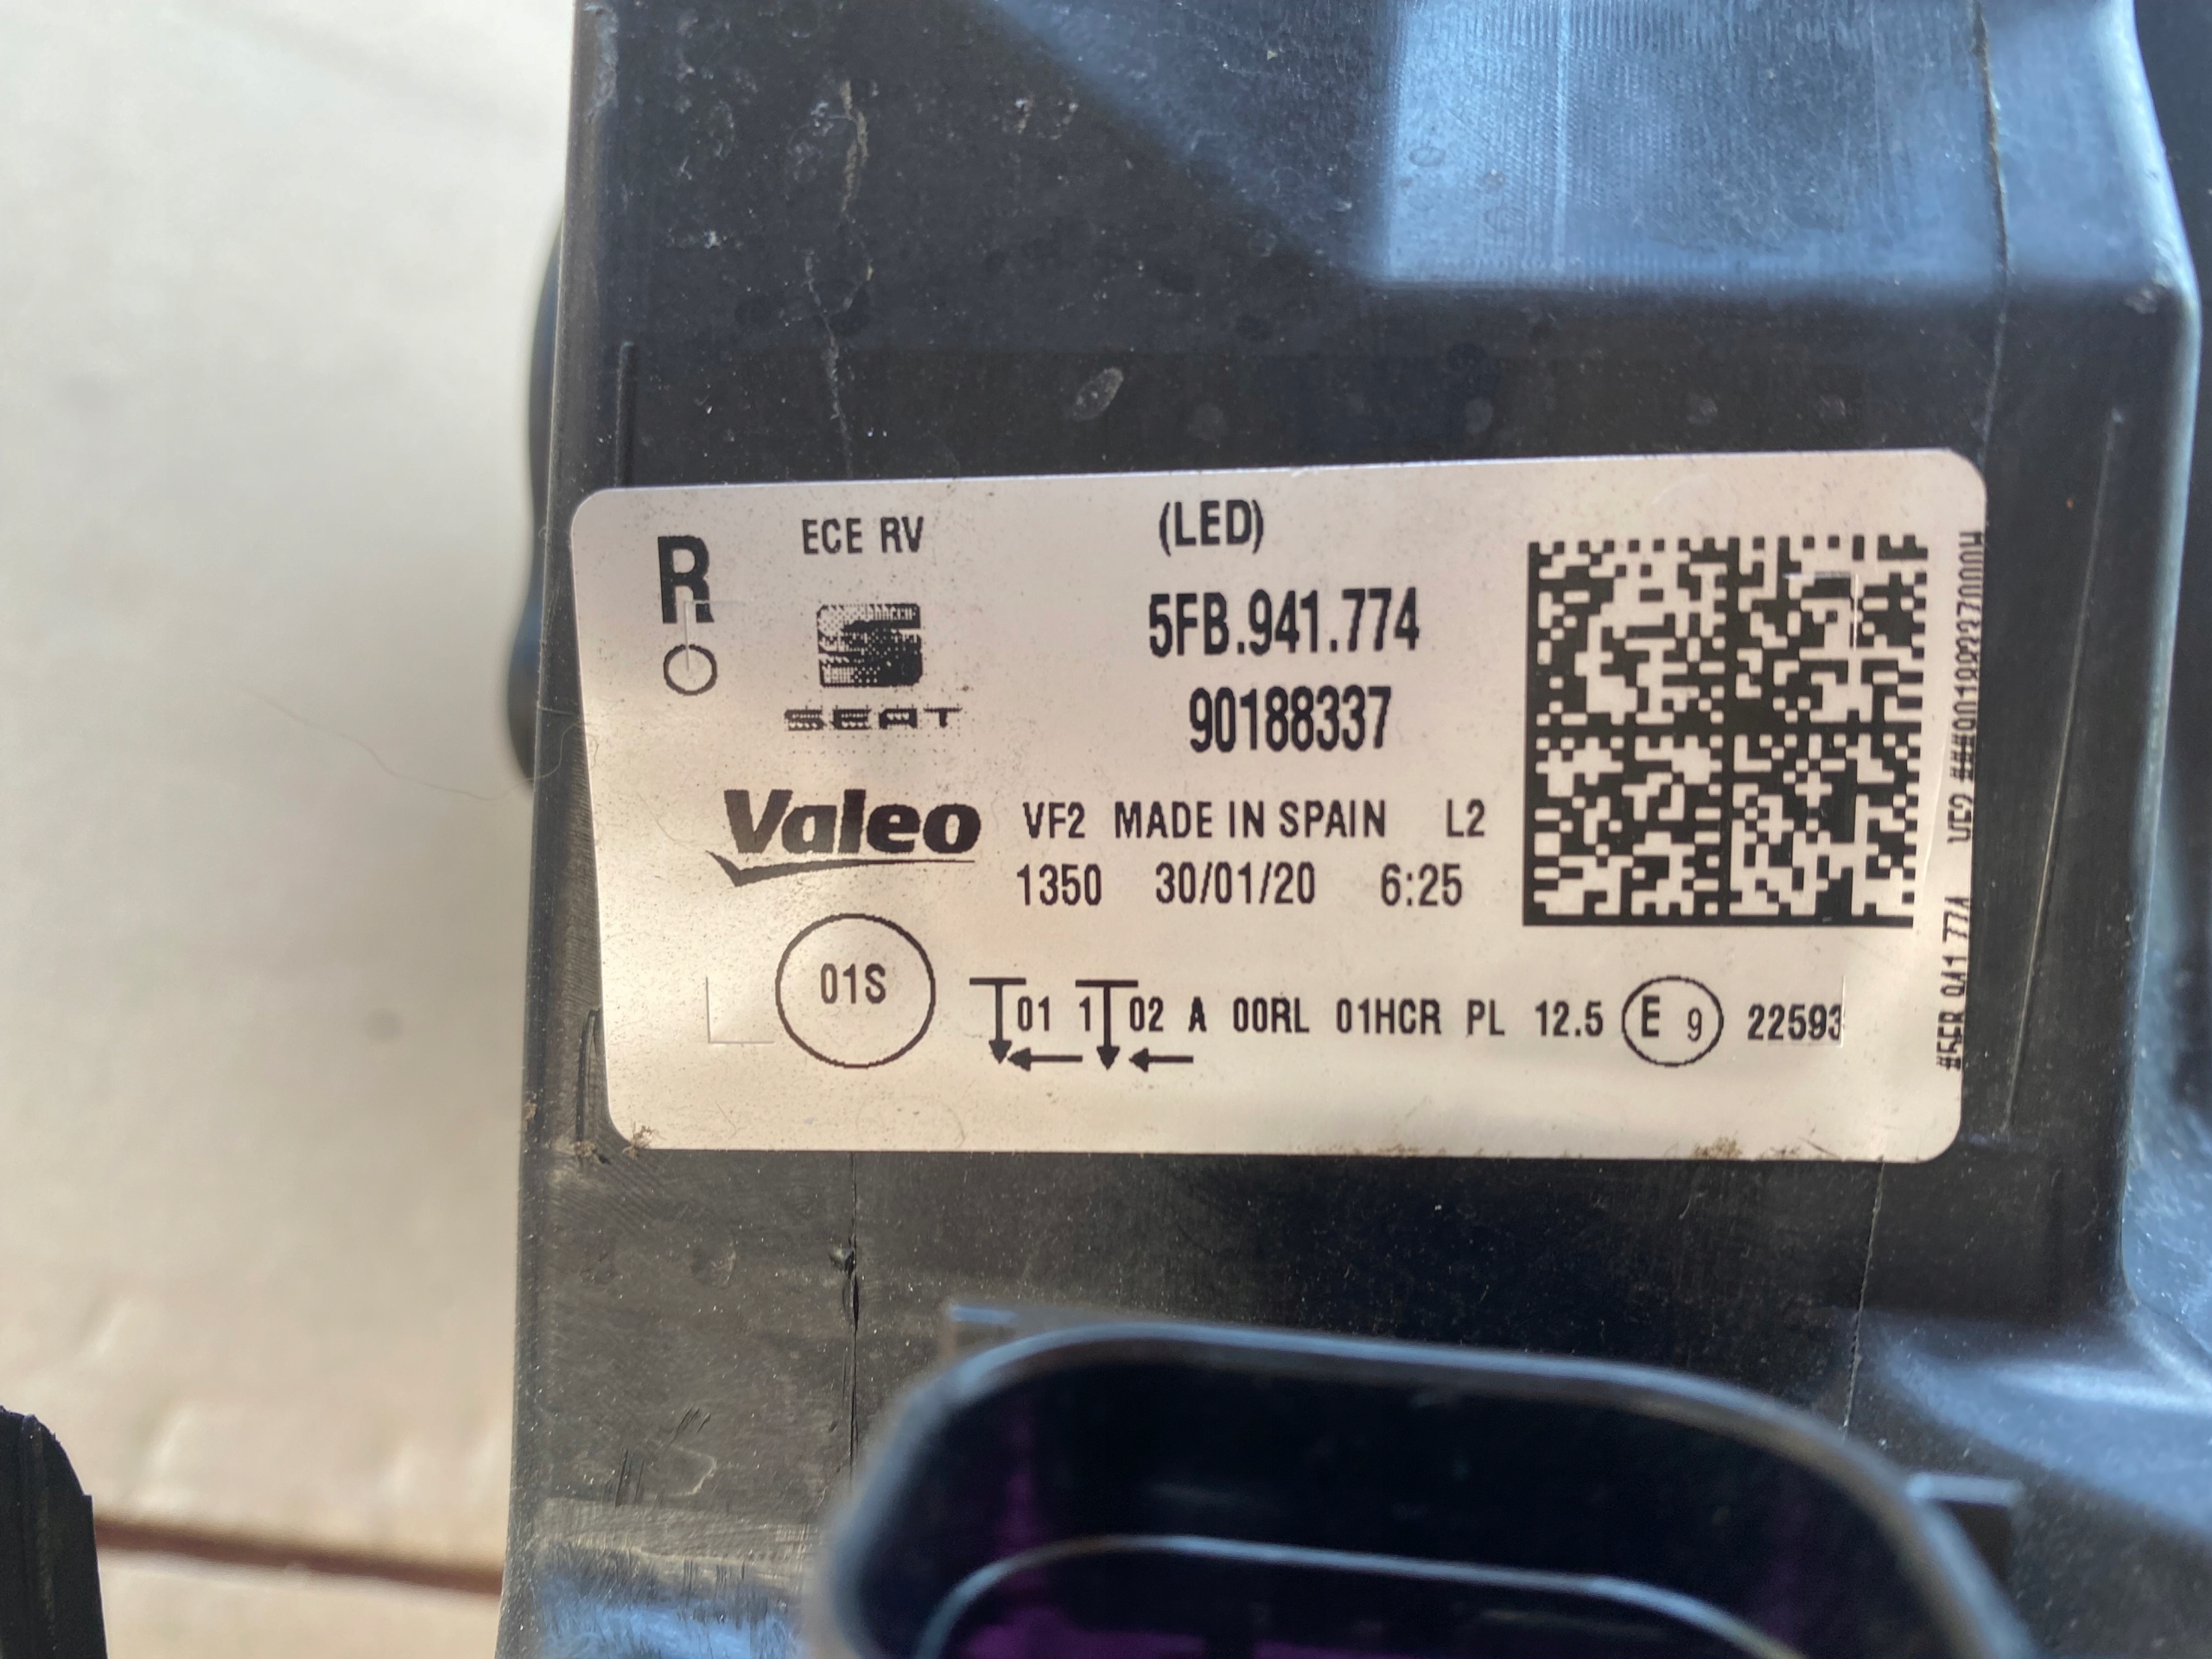 R ECE RV (LED)
5FB.941.774
SEAT 90188337
Valeo VF2 MADE IN SPAIN L2
1350 30/01/20 6:25
01S
01 1 02 A 00RL 01HCR PL 12.5 E 9 22593